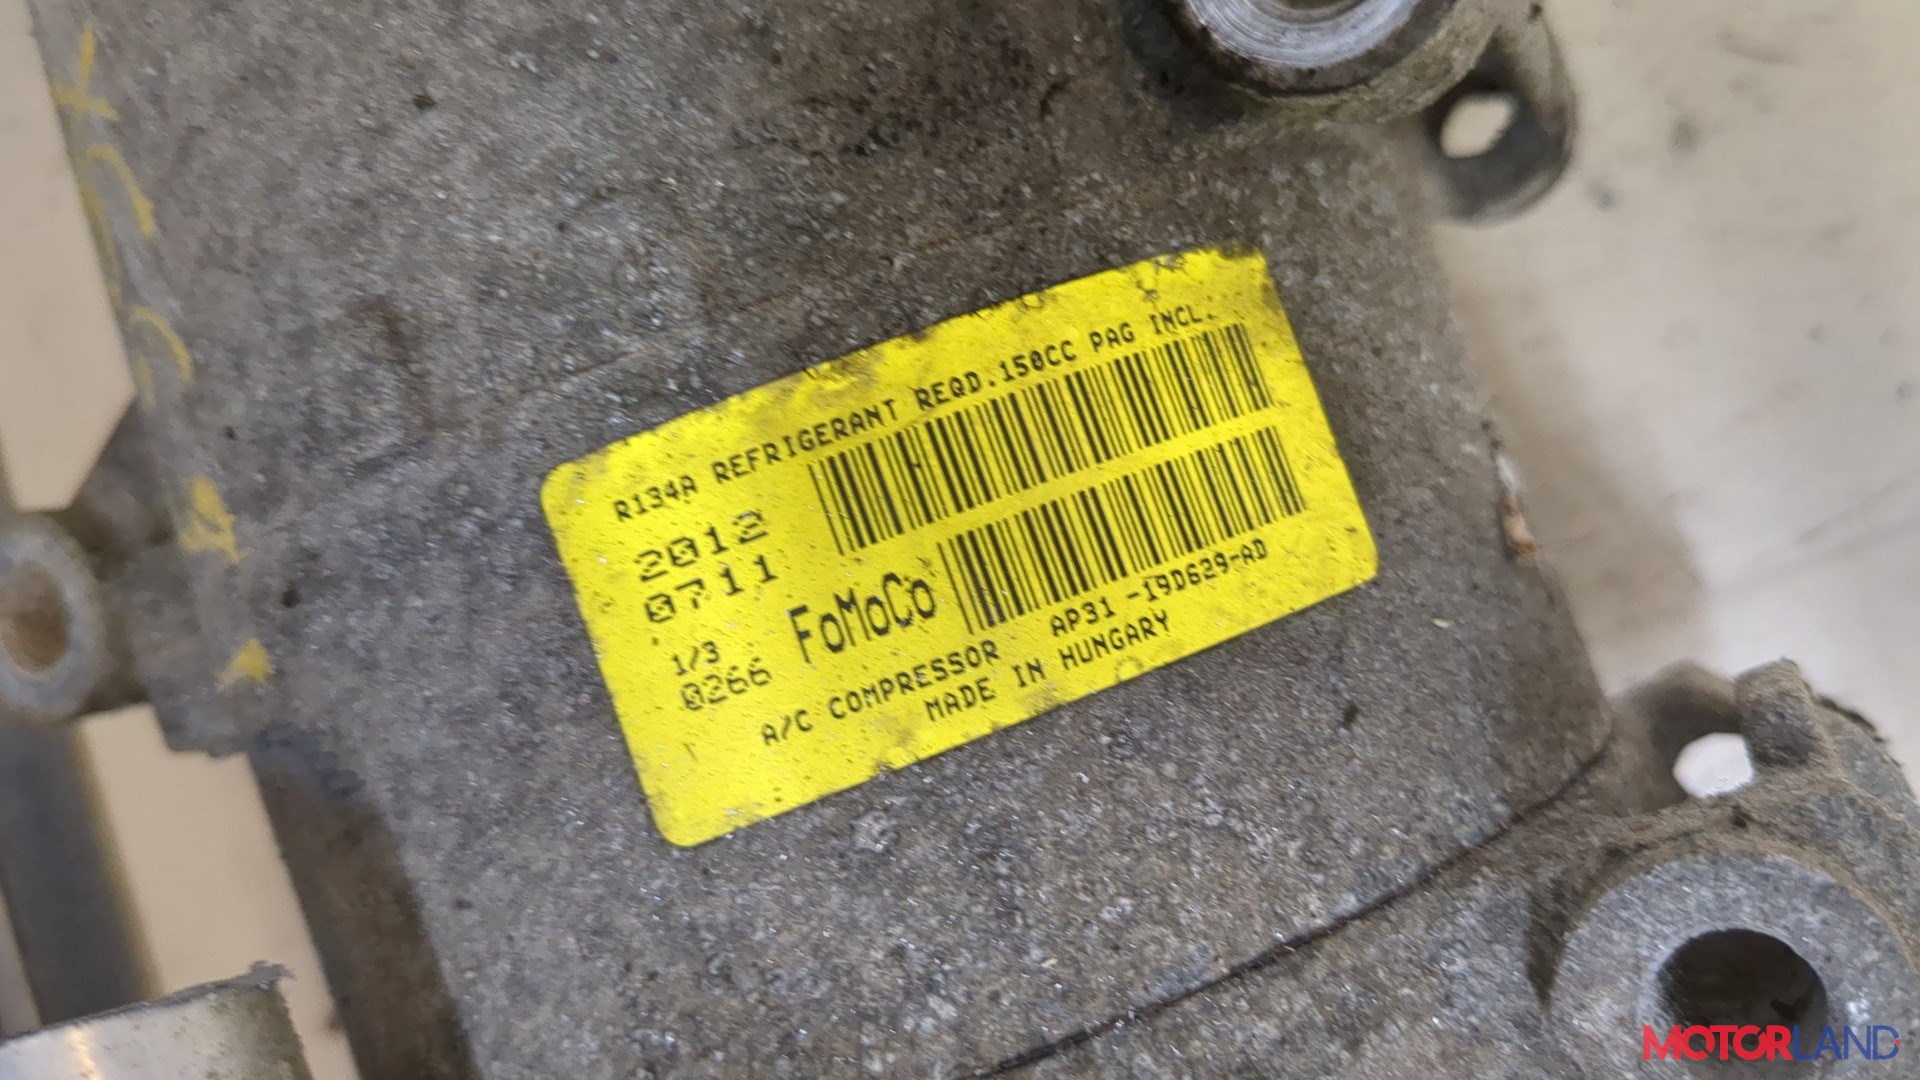 R134A REFRIGERANT REQD.150CC PAG INCL.
2012
0711
1/3
0266
FoMoCo
A/C COMPRESSOR AP31-19D629-AD
MADE IN HUNGARY
MOTORLAND